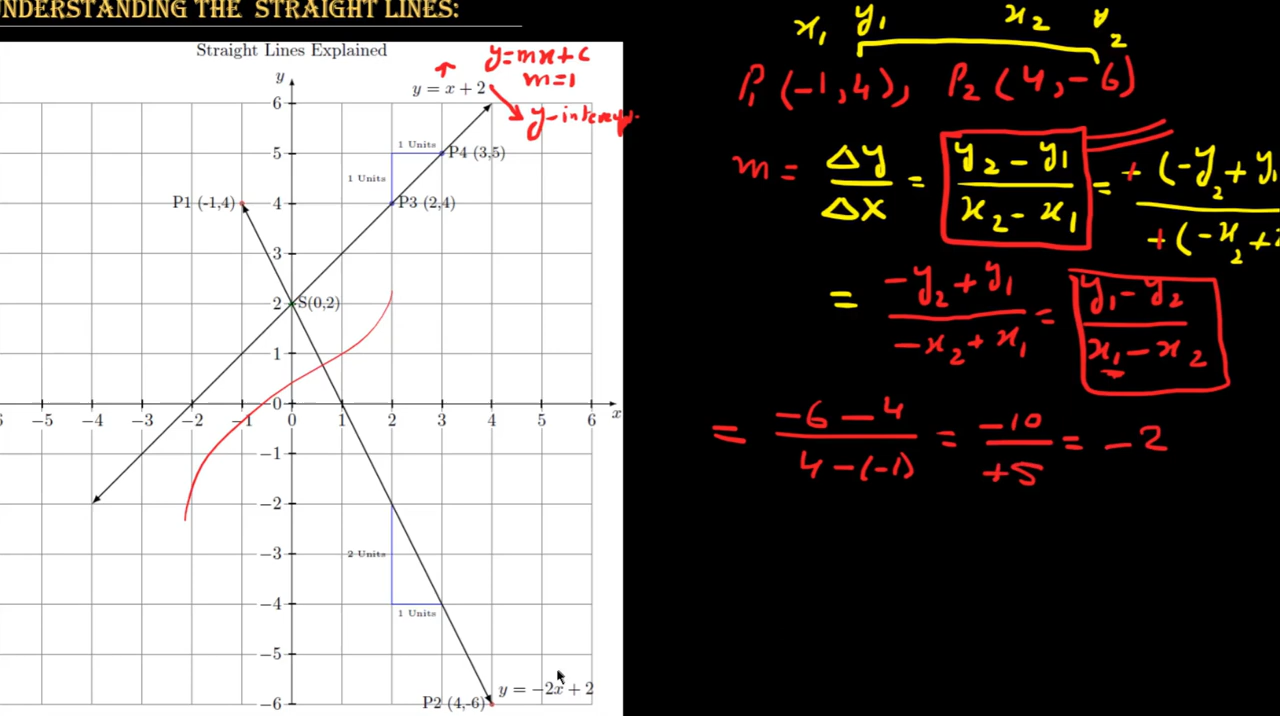 UNDERSTANDING THE STRAIGHT LINES:
Straight Lines Explained
y
y = x + 2
y=mx+c
m=1
y-intercept
6
5
4
3
2
1
0
−1
−2
−3
−4
−5
−6
−5 −4 −3 −2 −1 0 1 2 3 4 5 6 x
1 Units
1 Units
P4 (3,5)
P1 (-1,4)
P3 (2,4)
S(0,2)
2 Units
1 Units
y = −2x + 2
P2 (4,-6)
x₁ y₁ x₂ y₂
P₁ (-1,4), P₂ (4,-6)
m = Δy/ΔX = (y₂ − y₁)/(x₂ − x₁) = +(-y₂ + y₁/+(-x₂ +
= (−y₂ + y₁)/(−x₂ + x₁) = (y₁ − y₂)/(x₁ − x₂)
= (−6 − 4)/(4 − (−1)) = −10/+5 = −2